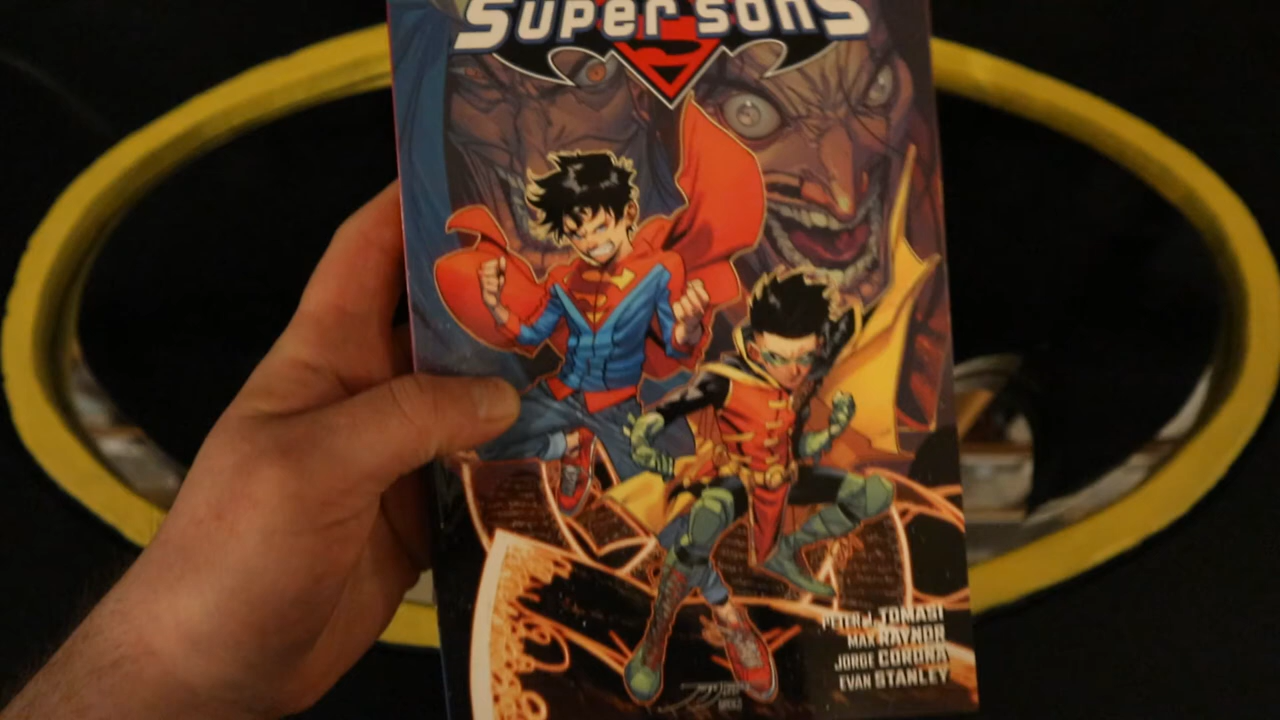 SUPER SONS
PETER J. TOMASI
MAX RAYNOR
JORGE CORONA
EVAN STANLEY